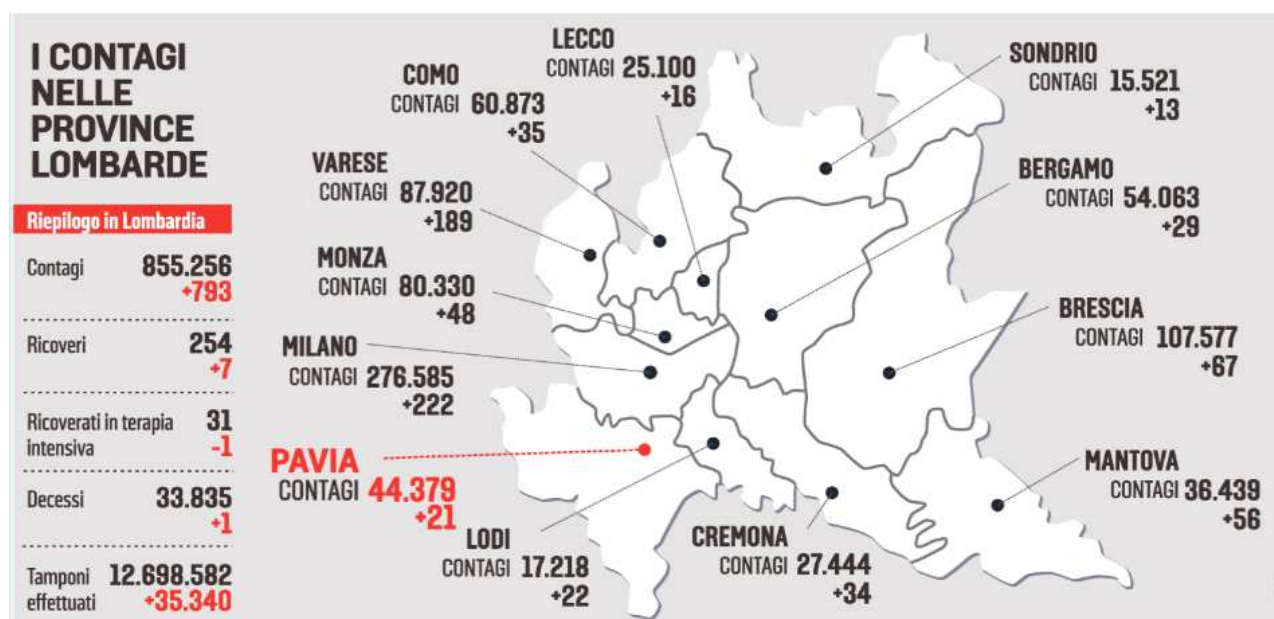 I CONTAGI
NELLE
PROVINCE
LOMBARDE
Riepilogo in Lombardia
Contagi 855.256
+793
Ricoveri 254
+7
Ricoverati in terapia intensiva 31
-1
Decessi 33.835
+1
Tamponi effettuati 12.698.582
+35.340
LECCO
CONTAGI 25.100
+16
SONDRIO
CONTAGI 15.521
+13
COMO
CONTAGI 60.873
+35
VARESE
CONTAGI 87.920
+189
BERGAMO
CONTAGI 54.063
+29
MONZA
CONTAGI 80.330
+48
BRESCIA
CONTAGI 107.577
+67
MILANO
CONTAGI 276.585
+222
PAVIA
CONTAGI 44.379
+21
MANTOVA
CONTAGI 36.439
+56
LODI
CONTAGI 17.218
+22
CREMONA
CONTAGI 27.444
+34